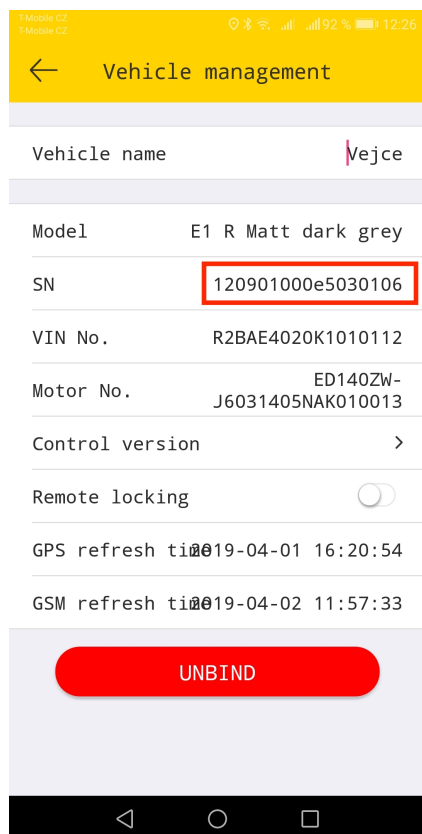 T-Mobile CZ
T-Mobile CZ
92 % 12:26
Vehicle management
Vehicle name Vejce
Model E1 R Matt dark grey
SN 120901000e5030106
VIN No. R2BAE4020K1010112
Motor No. ED140ZW-
J6031405NAK010013
Control version
Remote locking
GPS refresh time 2019-04-01 16:20:54
GSM refresh time 2019-04-02 11:57:33
UNBIND